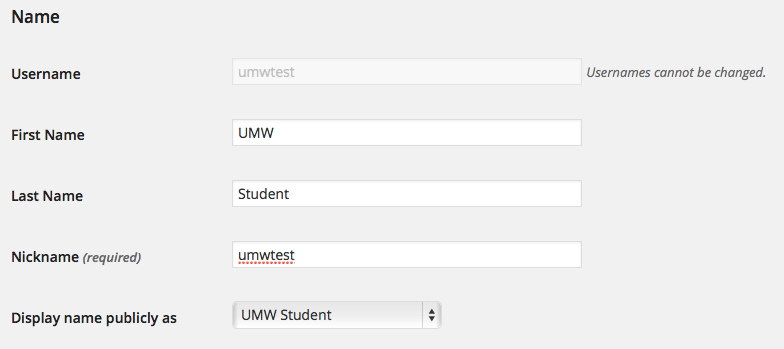 Name
Username umwtest Usernames cannot be changed.
First Name UMW
Last Name Student
Nickname (required) umwtest
Display name publicly as UMW Student